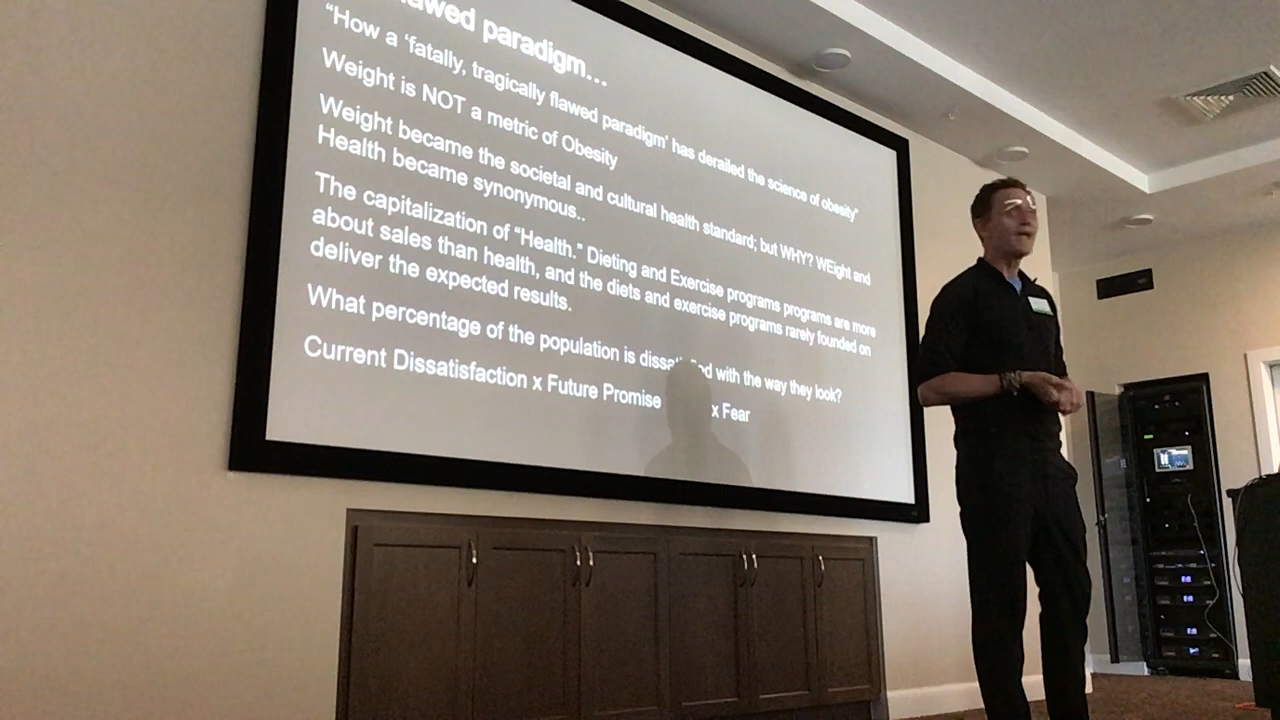 awed paradigm...
“How a ‘fatally, tragically flawed paradigm’ has derailed the science of obesity”
Weight is NOT a metric of Obesity
Weight became the societal and cultural health standard; but WHY? WEight and
Health became synonymous..
The capitalization of “Health.” Dieting and Exercise programs programs are more
about sales than health, and the diets and exercise programs rarely founded on
deliver the expected results.
What percentage of the population is dissatisfied with the way they look?
Current Dissatisfaction x Future Promise x Fear